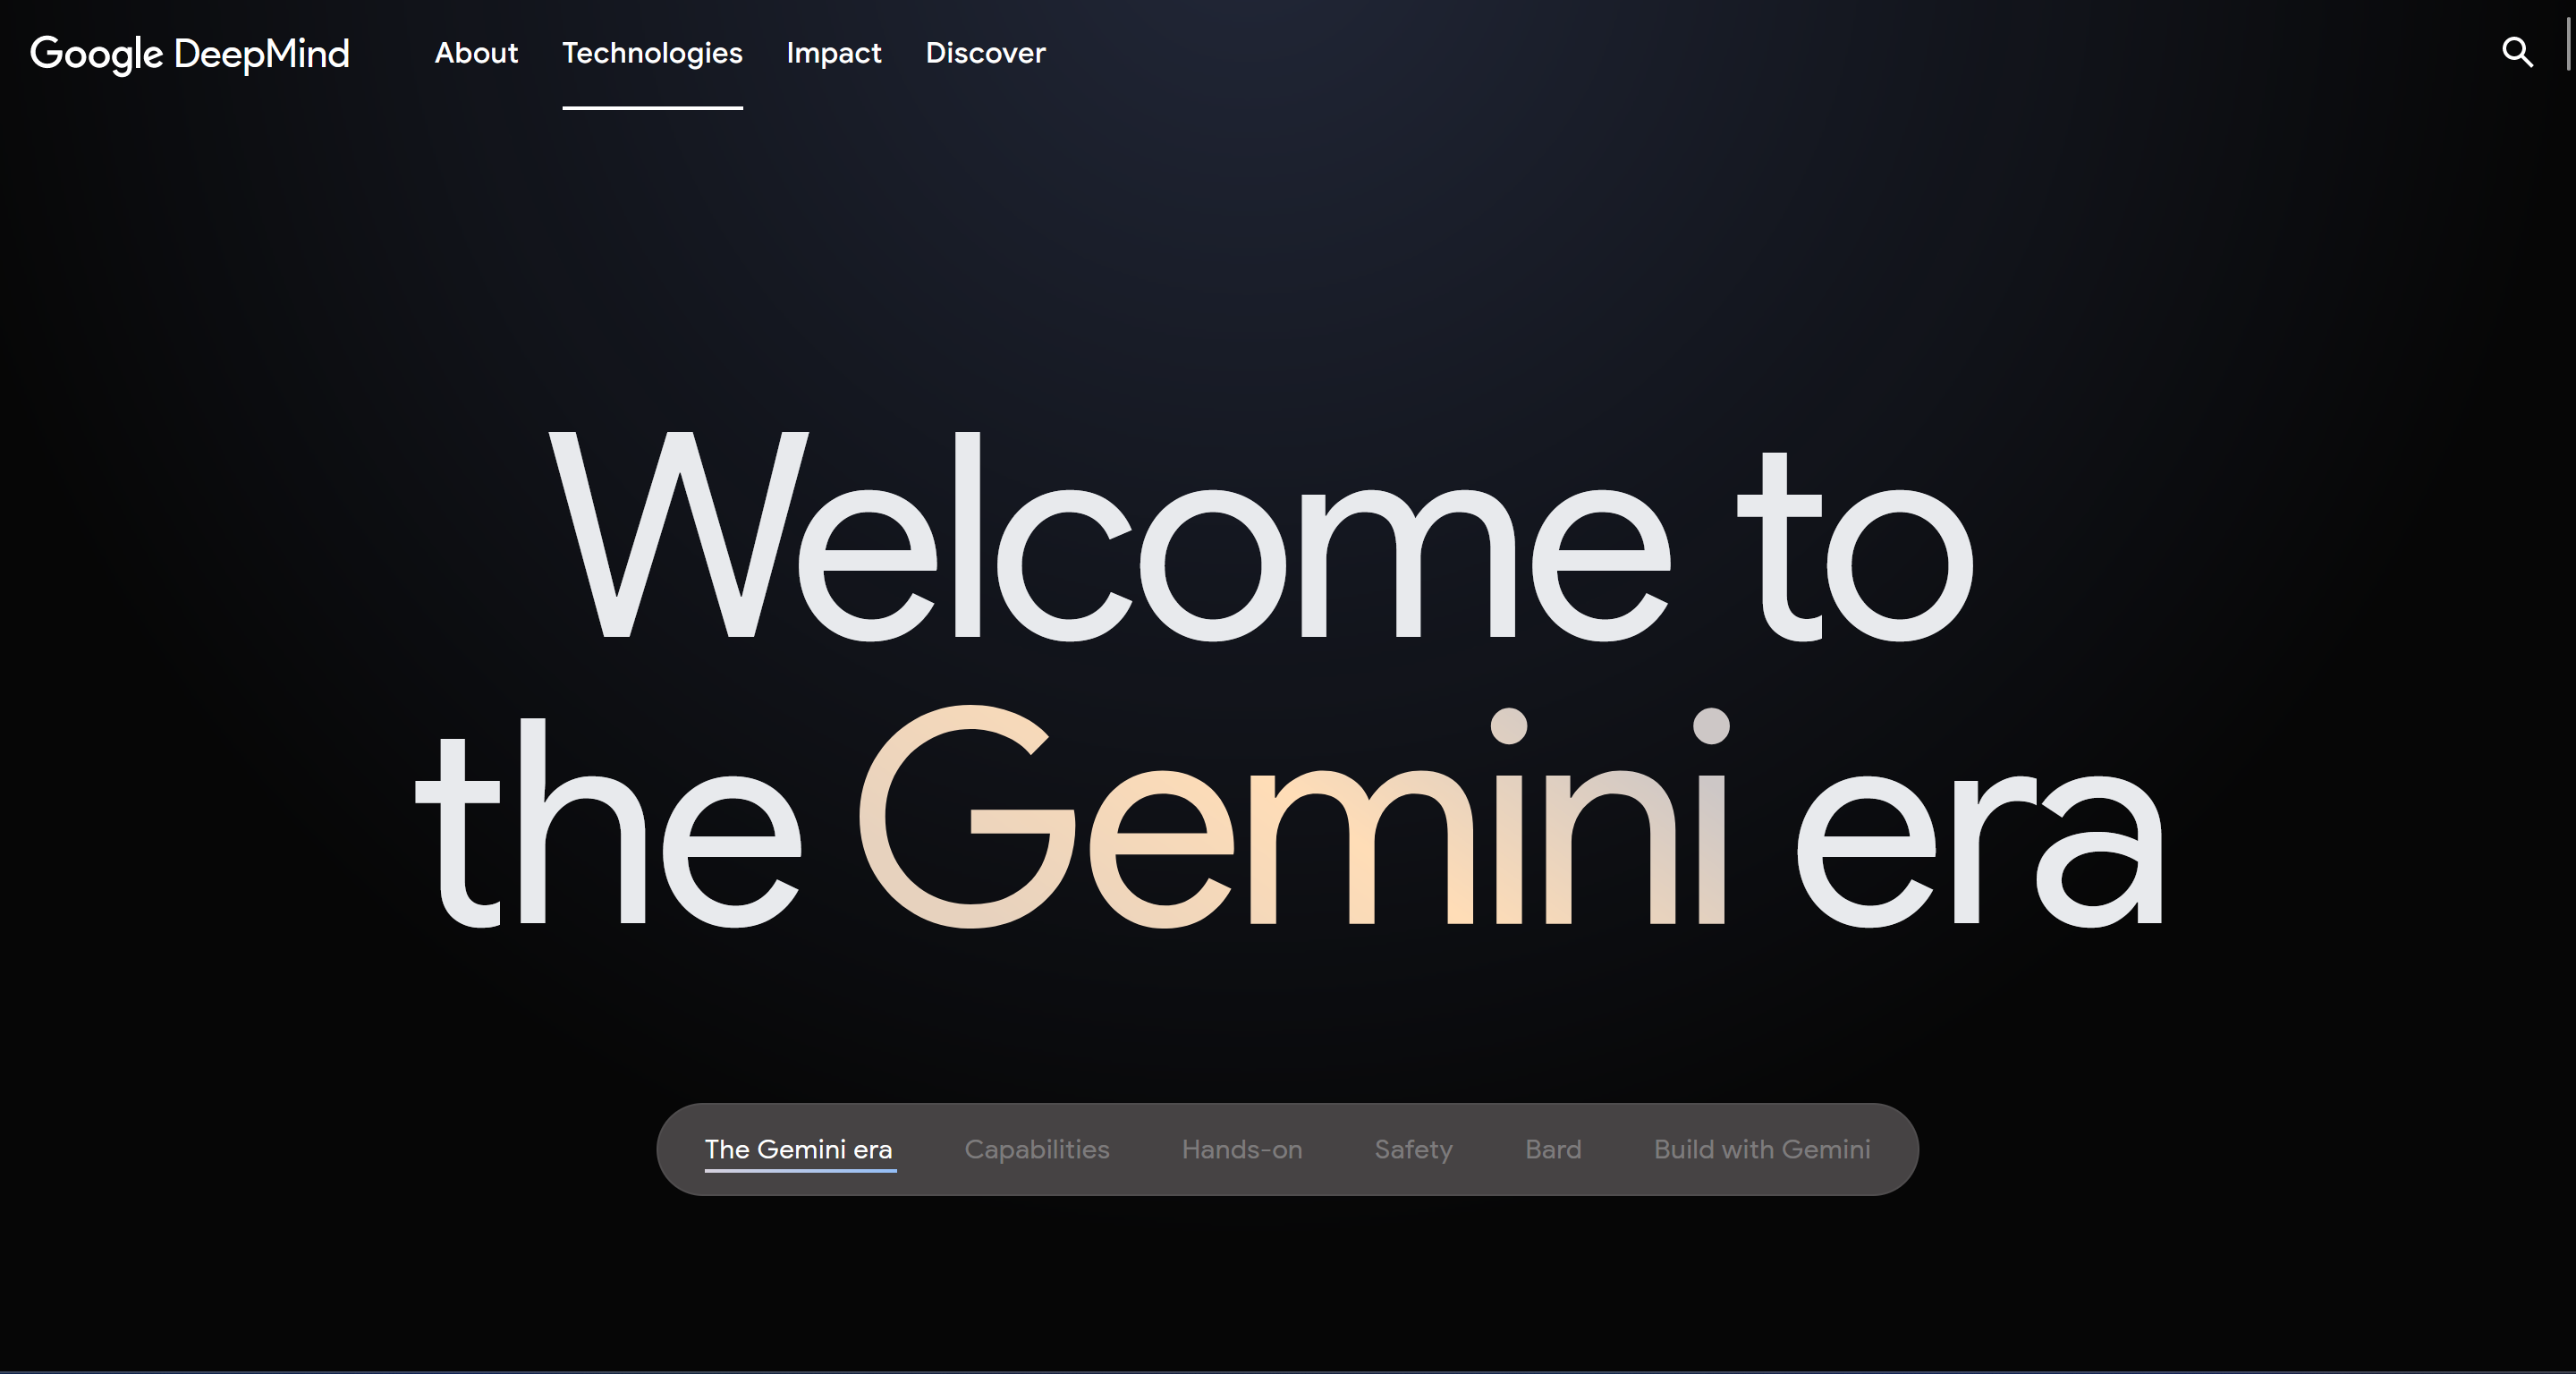 Google DeepMind About Technologies Impact Discover
Welcome to
the Gemini era
The Gemini era Capabilities Hands-on Safety Bard Build with Gemini